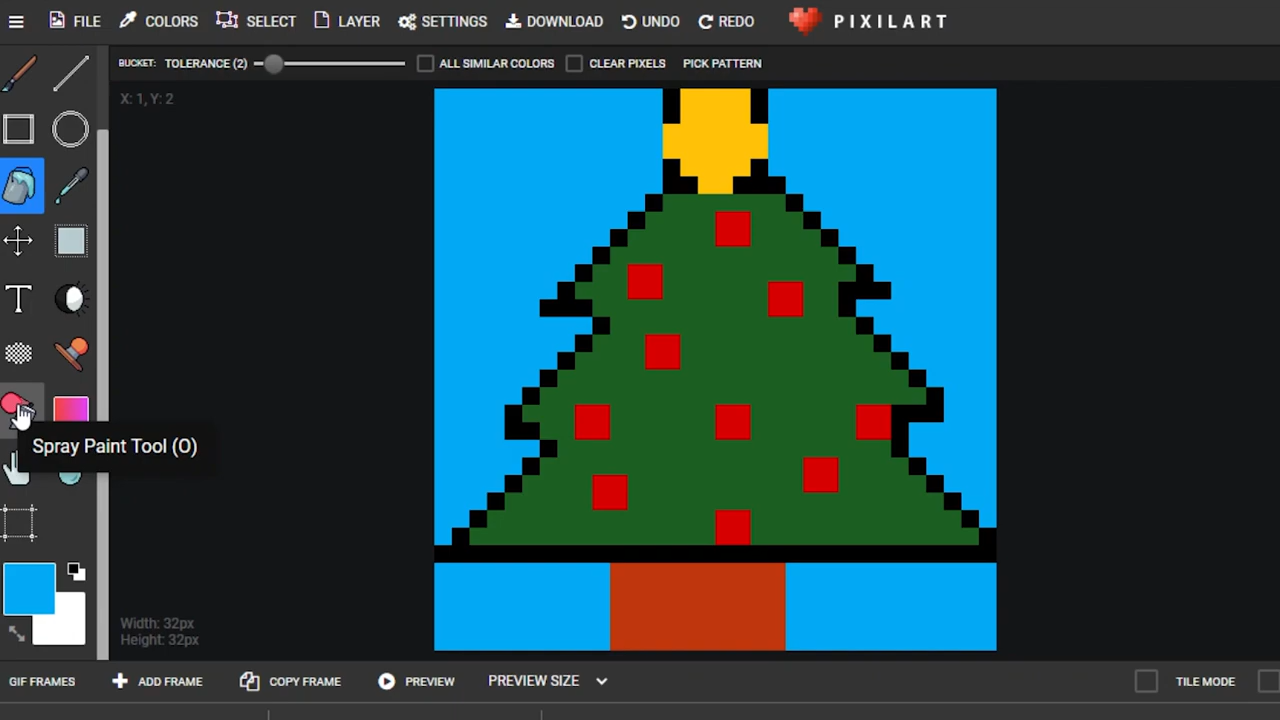 FILE COLORS SELECT LAYER SETTINGS DOWNLOAD UNDO REDO PIXILART
BUCKET: TOLERANCE (2) ALL SIMILAR COLORS CLEAR PIXELS PICK PATTERN
X: 1, Y: 2
T
Spray Paint Tool (O)
Width: 32px
Height: 32px
GIF FRAMES ADD FRAME COPY FRAME PREVIEW PREVIEW SIZE TILE MODE